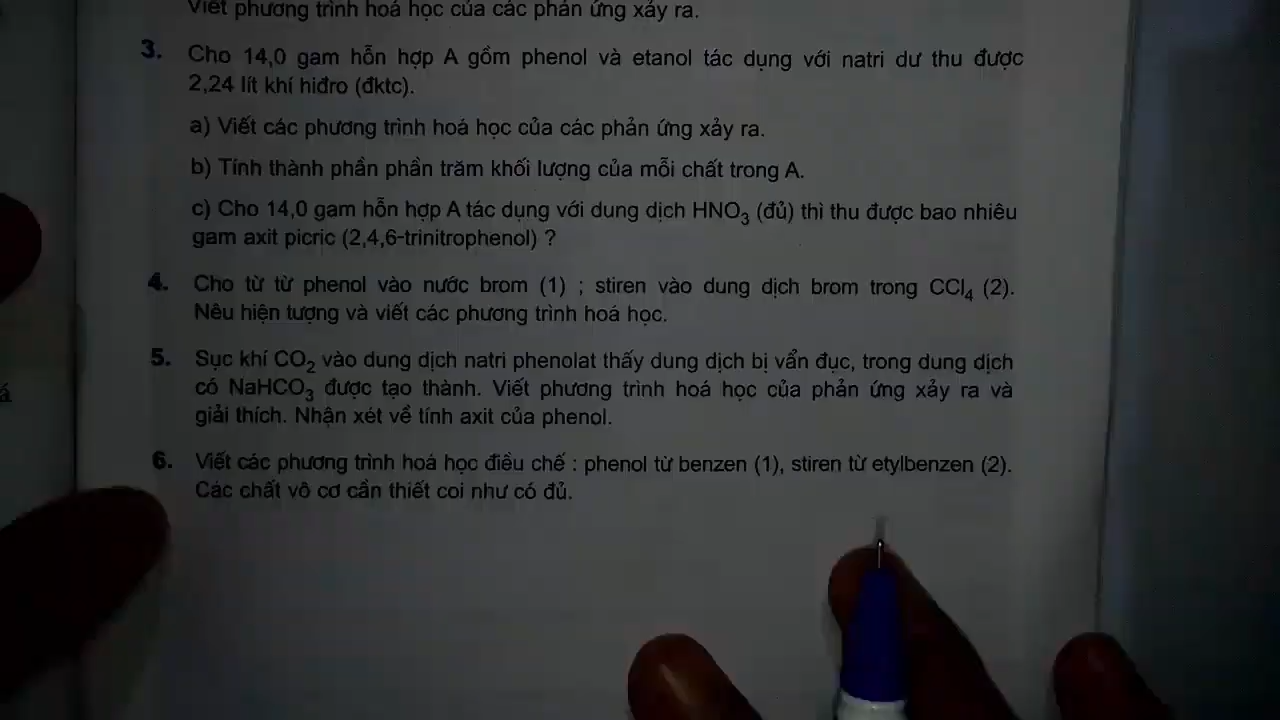 Viết phương trình hoá học của các phản ứng xảy ra.
3. Cho 14,0 gam hỗn hợp A gồm phenol và etanol tác dụng với natri dư thu được
2,24 lít khí hiđro (đktc).
a) Viết các phương trình hoá học của các phản ứng xảy ra.
b) Tính thành phần phần trăm khối lượng của mỗi chất trong A.
c) Cho 14,0 gam hỗn hợp A tác dụng với dung dịch HNO₃ (đủ) thì thu được bao nhiêu
gam axit picric (2,4,6-trinitrophenol) ?
4. Cho từ từ phenol vào nước brom (1) ; stiren vào dung dịch brom trong CCl₄ (2).
Nêu hiện tượng và viết các phương trình hoá học.
5. Sục khí CO₂ vào dung dịch natri phenolat thấy dung dịch bị vẩn đục, trong dung dịch
có NaHCO₃ được tạo thành. Viết phương trình hoá học của phản ứng xảy ra và
giải thích. Nhận xét về tính axit của phenol.
6. Viết các phương trình hoá học điều chế : phenol từ benzen (1), stiren từ etylbenzen (2).
Các chất vô cơ cần thiết coi như có đủ.